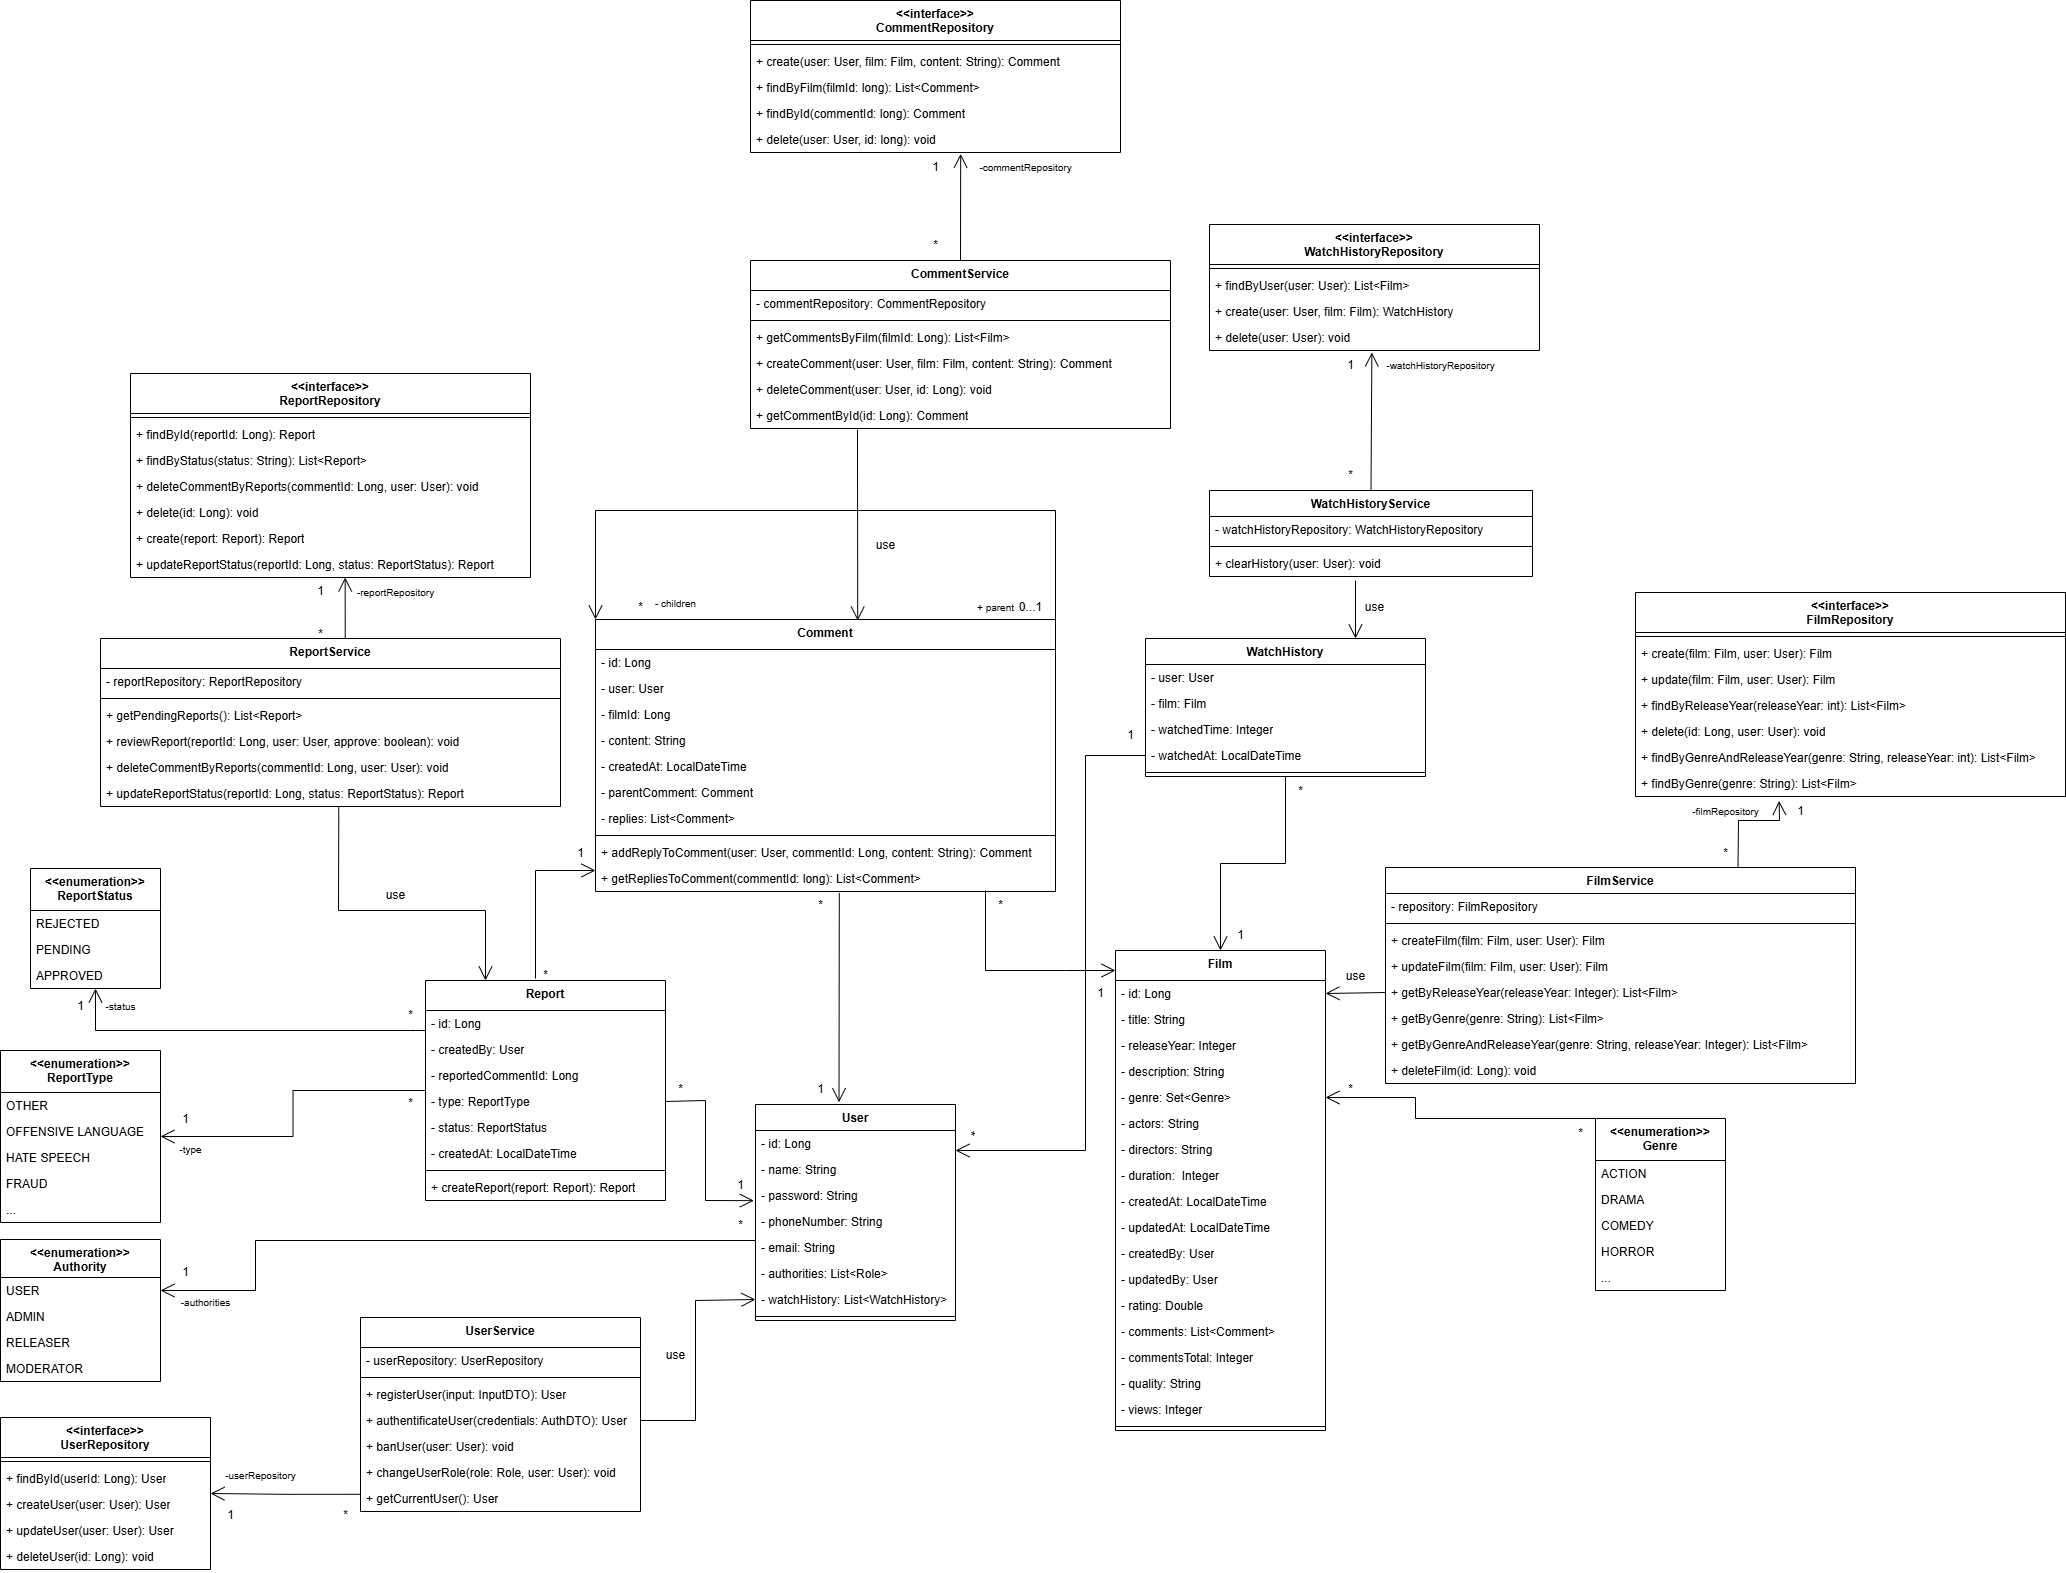 <<interface>>
CommentRepository
+ create(user: User, film: Film, content: String): Comment
+ findByFilm(filmId: long): List<Comment>
+ findById(commentId: long): Comment
+ delete(user: User, id: long): void
1
-commentRepository
*
CommentService
- commentRepository: CommentRepository
+ getCommentsByFilm(filmId: Long): List<Film>
+ createComment(user: User, film: Film, content: String): Comment
+ deleteComment(user: User, id: Long): void
+ getCommentById(id: Long): Comment
use
<<interface>>
WatchHistoryRepository
+ findByUser(user: User): List<Film>
+ create(user: User, film: Film): WatchHistory
+ delete(user: User): void
1
-watchHistoryRepository
*
WatchHistoryService
- watchHistoryRepository: WatchHistoryRepository
+ clearHistory(user: User): void
use
<<interface>>
ReportRepository
+ findById(reportId: Long): Report
+ findByStatus(status: String): List<Report>
+ deleteCommentByReports(commentId: Long, user: User): void
+ delete(id: Long): void
+ create(report: Report): Report
+ updateReportStatus(reportId: Long, status: ReportStatus): Report
1
-reportRepository
*
ReportService
- reportRepository: ReportRepository
+ getPendingReports(): List<Report>
+ reviewReport(reportId: Long, user: User, approve: boolean): void
+ deleteCommentByReports(commentId: Long, user: User): void
+ updateReportStatus(reportId: Long, status: ReportStatus): Report
use
* - children
+ parent 0...1
Comment
- id: Long
- user: User
- filmId: Long
- content: String
- createdAt: LocalDateTime
- parentComment: Comment
- replies: List<Comment>
+ addReplyToComment(user: User, commentId: Long, content: String): Comment
+ getRepliesToComment(commentId: long): List<Comment>
1
*
*
*
1
1
WatchHistory
- user: User
- film: Film
- watchedTime: Integer
- watchedAt: LocalDateTime
1
*
*
1
<<interface>>
FilmRepository
+ create(film: Film, user: User): Film
+ update(film: Film, user: User): Film
+ findByReleaseYear(releaseYear: int): List<Film>
+ delete(id: Long, user: User): void
+ findByGenreAndReleaseYear(genre: String, releaseYear: int): List<Film>
+ findByGenre(genre: String): List<Film>
-filmRepository
1
*
FilmService
- repository: FilmRepository
+ createFilm(film: Film, user: User): Film
+ updateFilm(film: Film, user: User): Film
+ getByReleaseYear(releaseYear: Integer): List<Film>
+ getByGenre(genre: String): List<Film>
+ getByGenreAndReleaseYear(genre: String, releaseYear: Integer): List<Film>
+ deleteFilm(id: Long): void
use
<<enumeration>>
ReportStatus
REJECTED
PENDING
APPROVED
1
-status
*
<<enumeration>>
ReportType
OTHER
OFFENSIVE LANGUAGE
HATE SPEECH
FRAUD
...
1
-type
*
Report
- id: Long
- createdBy: User
- reportedCommentId: Long
- type: ReportType
- status: ReportStatus
- createdAt: LocalDateTime
+ createReport(report: Report): Report
*
1
User
- id: Long
- name: String
- password: String
- phoneNumber: String
- email: String
- authorities: List<Role>
- watchHistory: List<WatchHistory>
*
<<enumeration>>
Authority
USER
ADMIN
RELEASER
MODERATOR
1
-authorities
UserService
- userRepository: UserRepository
+ registerUser(input: InputDTO): User
+ authentificateUser(credentials: AuthDTO): User
+ banUser(user: User): void
+ changeUserRole(role: Role, user: User): void
+ getCurrentUser(): User
use
<<interface>>
UserRepository
+ findById(userId: Long): User
+ createUser(user: User): User
+ updateUser(user: User): User
+ deleteUser(id: Long): void
-userRepository
1
*
Film
- id: Long
- title: String
- releaseYear: Integer
- description: String
- genre: Set<Genre>
- actors: String
- directors: String
- duration:  Integer
- createdAt: LocalDateTime
- updatedAt: LocalDateTime
- createdBy: User
- updatedBy: User
- rating: Double
- comments: List<Comment>
- commentsTotal: Integer
- quality: String
- views: Integer
*
*
<<enumeration>>
Genre
ACTION
DRAMA
COMEDY
HORROR
...